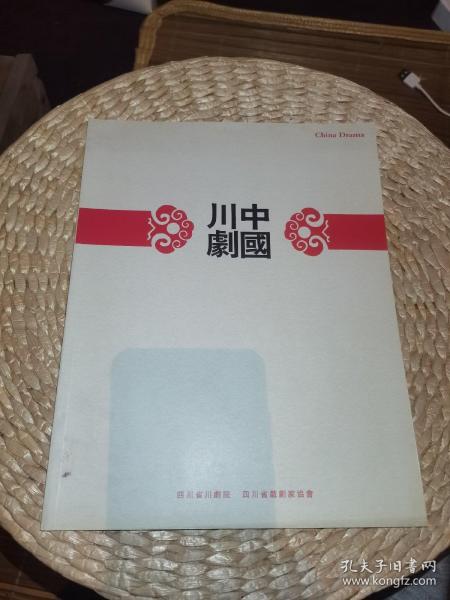 China Drama
中國
川劇
四川省川劇院 四川省戲劇家協會
孔夫子旧书网
www.kongfz.com